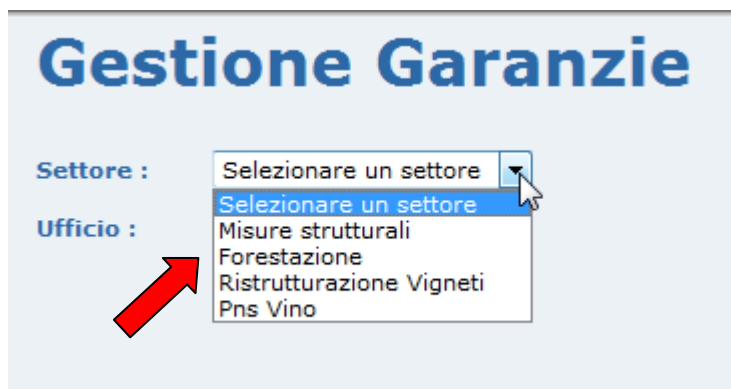 Gestione Garanzie
Settore : Selezionare un settore
Selezionare un settore
Ufficio :
Misure strutturali
Forestazione
Ristrutturazione Vigneti
Pns Vino